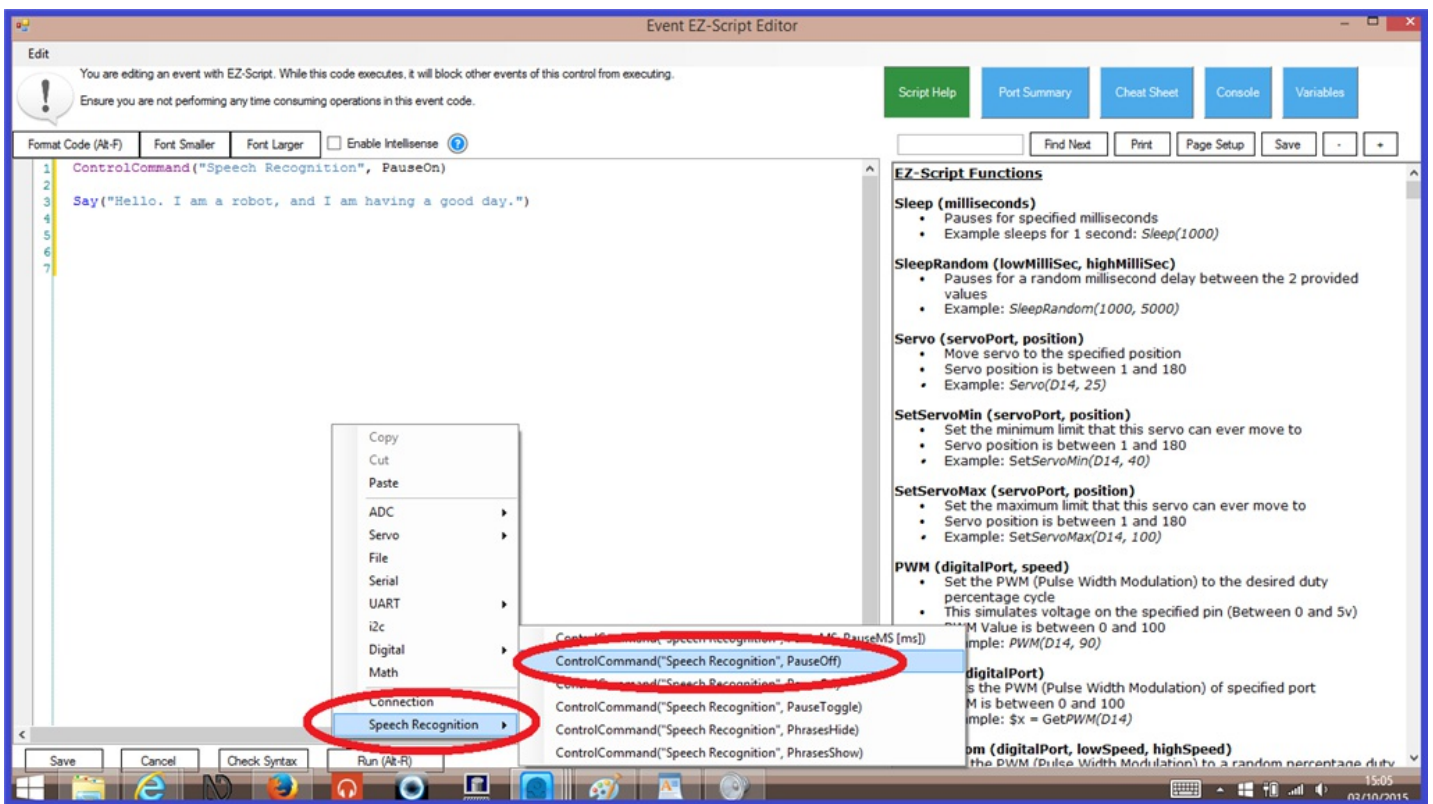 Event EZ-Script Editor
Edit
You are editing an event with EZ-Script. While this code executes, it will block other events of this control from executing.
Ensure you are not performing any time consuming operations in this event code.
Script Help
Port Summary
Cheat Sheet
Console
Variables
Format Code (Alt-F)
Font Smaller
Font Larger
Enable Intellisense
Find Next
Print
Page Setup
Save
-
+
1 ControlCommand("Speech Recognition", PauseOn)
2
3 Say("Hello. I am a robot, and I am having a good day.")
4
5
6
7
Copy
Cut
Paste
ADC
Servo
File
Serial
UART
i2c
Digital
Math
Connection
Speech Recognition
ControlCommand("Speech Recognition", PauseMS [ms])
ControlCommand("Speech Recognition", PauseOff)
ControlCommand("Speech Recognition",
ControlCommand("Speech Recognition", PauseToggle)
ControlCommand("Speech Recognition", PhrasesHide)
ControlCommand("Speech Recognition", PhrasesShow)
Save
Cancel
Check Syntax
Run (Alt-R)
EZ-Script Functions
Sleep (milliseconds)
• Pauses for specified milliseconds
• Example sleeps for 1 second: Sleep(1000)
SleepRandom (lowMilliSec, highMilliSec)
• Pauses for a random millisecond delay between the 2 provided
values
• Example: SleepRandom(1000, 5000)
Servo (servoPort, position)
• Move servo to the specified position
• Servo position is between 1 and 180
• Example: Servo(D14, 25)
SetServoMin (servoPort, position)
• Set the minimum limit that this servo can ever move to
• Servo position is between 1 and 180
• Example: SetServoMin(D14, 40)
SetServoMax (servoPort, position)
• Set the maximum limit that this servo can ever move to
• Servo position is between 1 and 180
• Example: SetServoMax(D14, 100)
PWM (digitalPort, speed)
• Set the PWM (Pulse Width Modulation) to the desired duty
percentage cycle
• This simulates voltage on the specified pin (Between 0 and 5v)
Value is between 0 and 100
mple: PWM(D14, 90)
digitalPort)
s the PWM (Pulse Width Modulation) of specified port
M is between 0 and 100
mple: $x = GetPWM(D14)
om (digitalPort, lowSpeed, highSpeed)
the PWM (Pulse Width Modulation) to a random percentage duty
15:05
03/10/2015